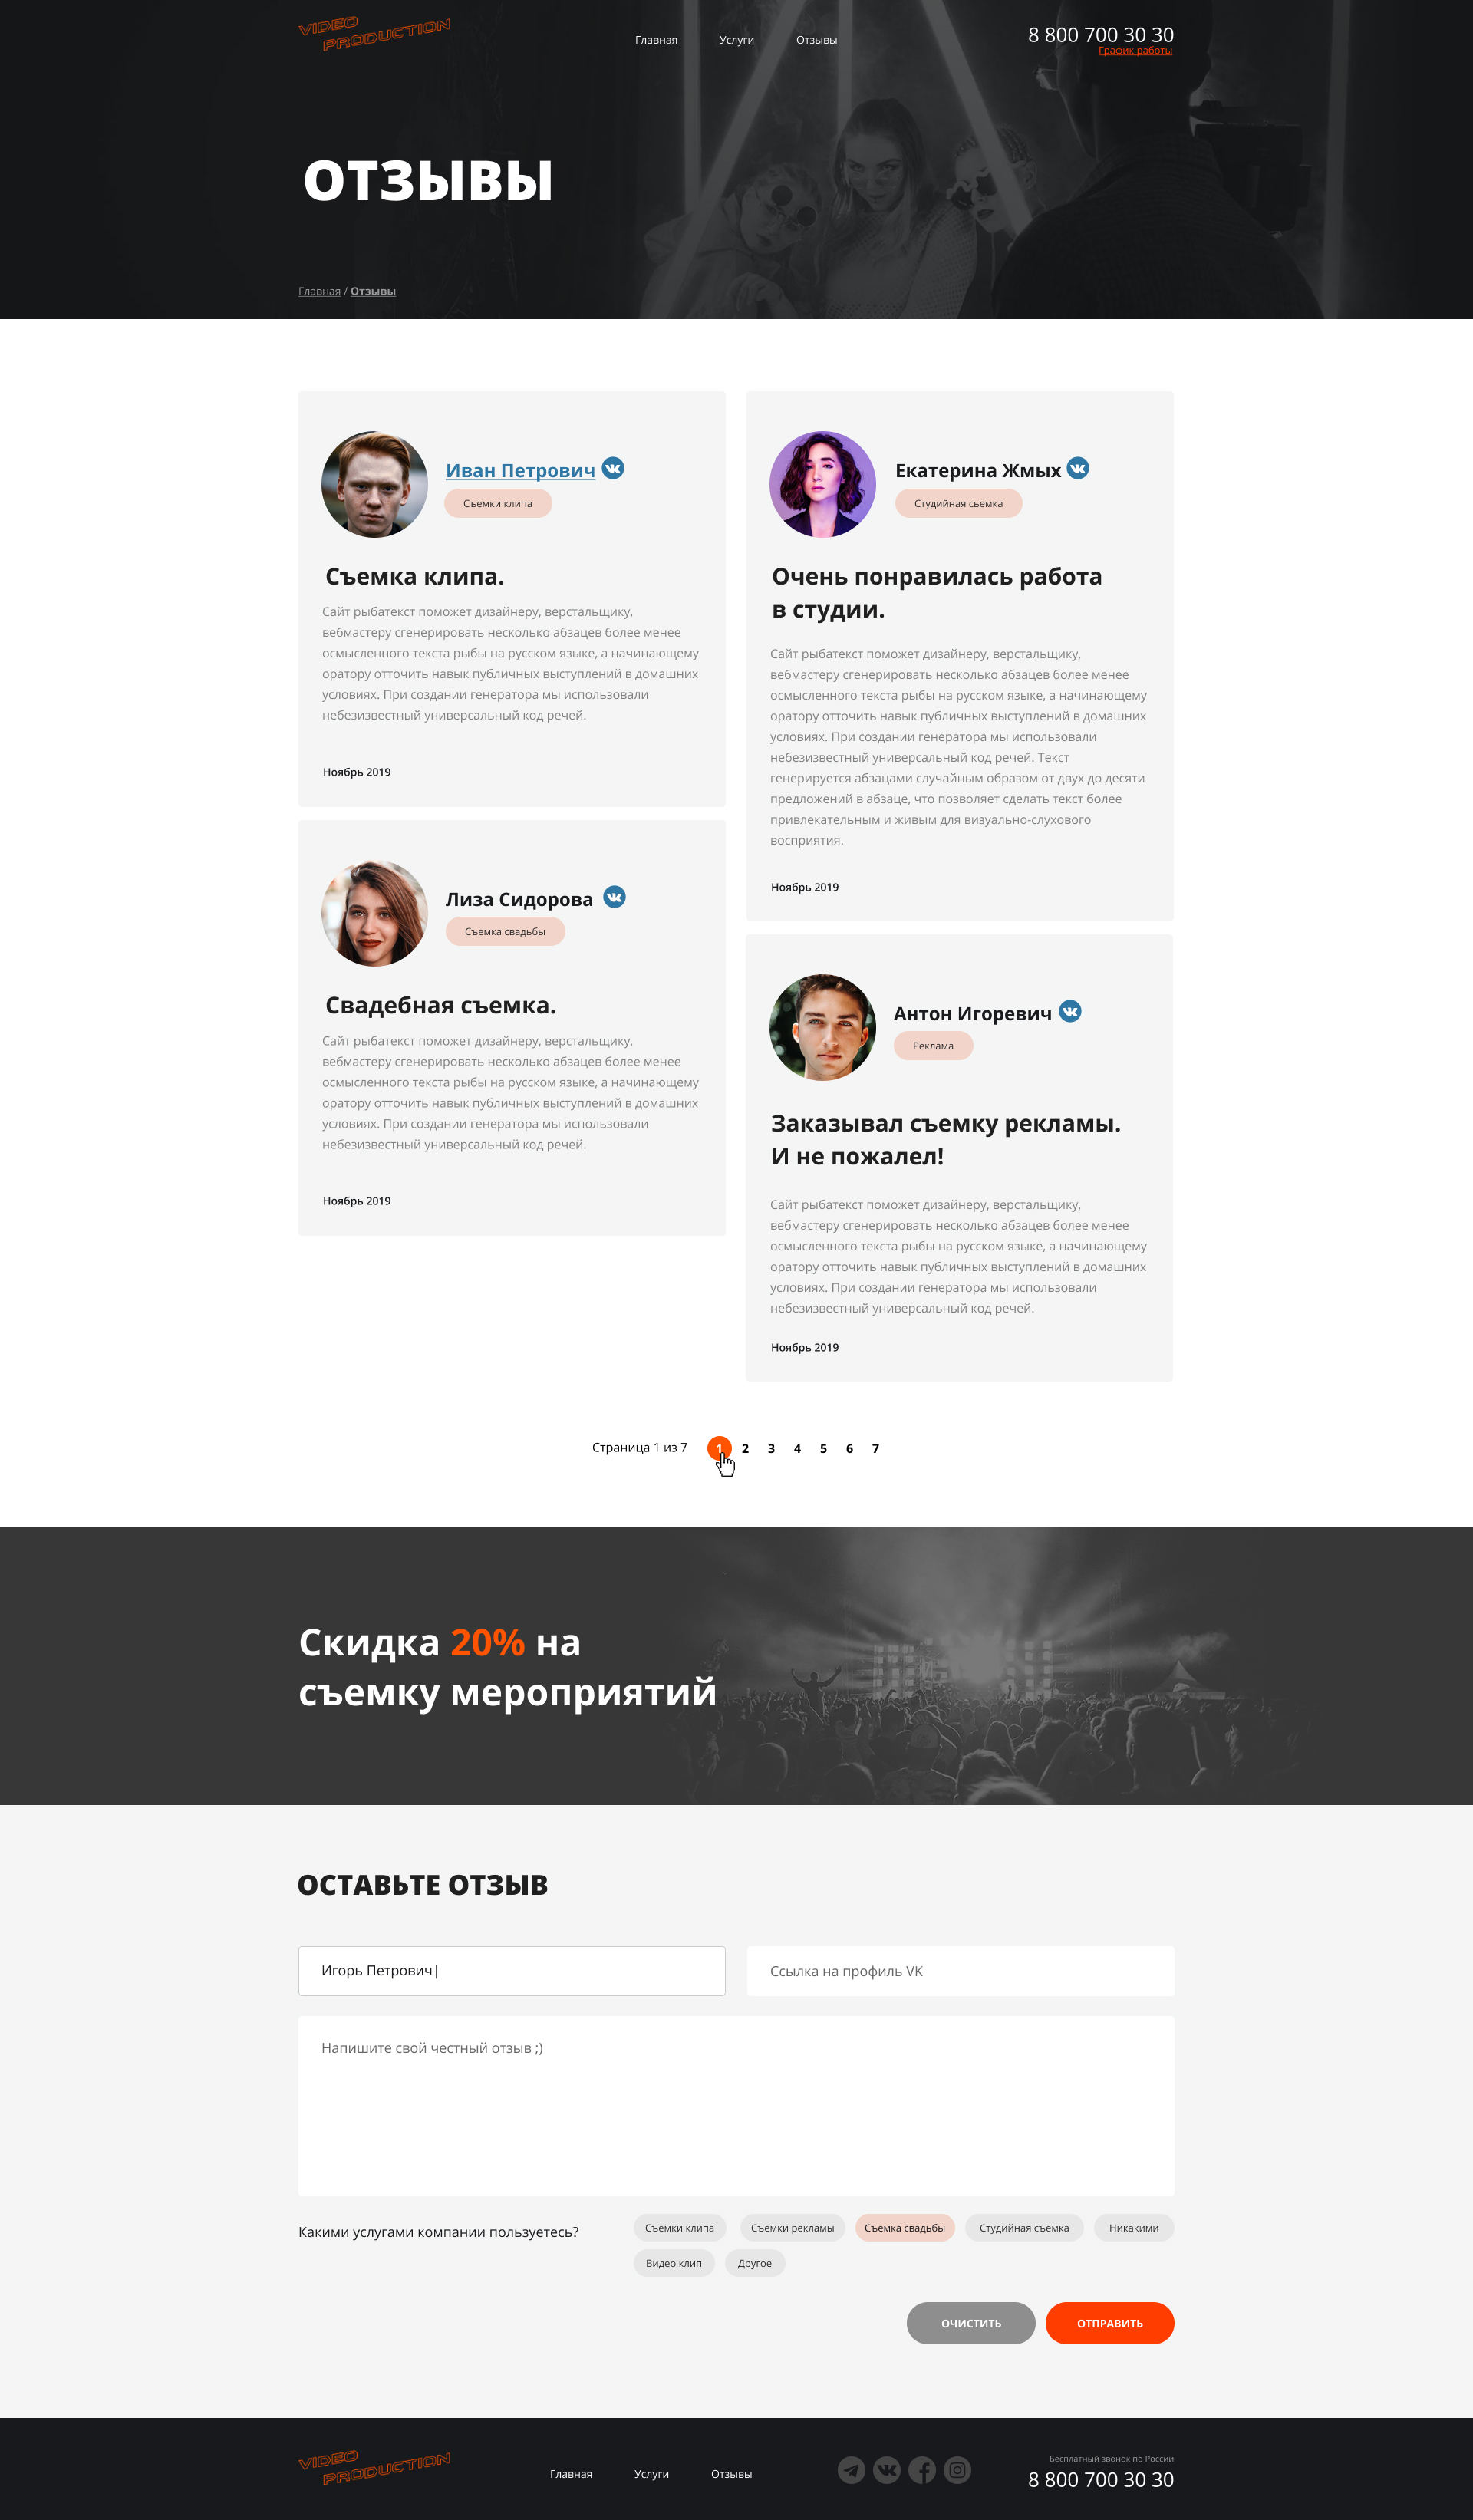 VIDEO
PRODUCTION
Главная
Услуги
Отзывы
8 800 700 30 30
График работы
ОТЗЫВЫ
Главная / Отзывы
Иван Петрович
Съемки клипа
Съемка клипа.
Сайт рыбатекст поможет дизайнеру, верстальщику,
вебмастеру сгенерировать несколько абзацев более менее
осмысленного текста рыбы на русском языке, а начинающему
оратору отточить навык публичных выступлений в домашних
условиях. При создании генератора мы использовали
небезизвестный универсальный код речей.
Ноябрь 2019
Екатерина Жмых
Студийная сьемка
Очень понравилась работа
в студии.
Сайт рыбатекст поможет дизайнеру, верстальщику,
вебмастеру сгенерировать несколько абзацев более менее
осмысленного текста рыбы на русском языке, а начинающему
оратору отточить навык публичных выступлений в домашних
условиях. При создании генератора мы использовали
небезизвестный универсальный код речей. Текст
генерируется абзацами случайным образом от двух до десяти
предложений в абзаце, что позволяет сделать текст более
привлекательным и живым для визуально-слухового
восприятия.
Ноябрь 2019
Лиза Сидорова
Съемка свадьбы
Свадебная съемка.
Сайт рыбатекст поможет дизайнеру, верстальщику,
вебмастеру сгенерировать несколько абзацев более менее
осмысленного текста рыбы на русском языке, а начинающему
оратору отточить навык публичных выступлений в домашних
условиях. При создании генератора мы использовали
небезизвестный универсальный код речей.
Ноябрь 2019
Антон Игоревич
Реклама
Заказывал съемку рекламы.
И не пожалел!
Сайт рыбатекст поможет дизайнеру, верстальщику,
вебмастеру сгенерировать несколько абзацев более менее
осмысленного текста рыбы на русском языке, а начинающему
оратору отточить навык публичных выступлений в домашних
условиях. При создании генератора мы использовали
небезизвестный универсальный код речей.
Ноябрь 2019
Страница 1 из 7 1 2 3 4 5 6 7
Скидка 20% на
съемку мероприятий
ОСТАВЬТЕ ОТЗЫВ
Игорь Петрович|
Ссылка на профиль VK
Напишите свой честный отзыв ;)
Какими услугами компании пользуетесь?
Съемки клипа
Съемки рекламы
Съемка свадьбы
Студийная съемка
Никакими
Видео клип
Другое
ОЧИСТИТЬ
ОТПРАВИТЬ
VIDEO
PRODUCTION
Главная
Услуги
Отзывы
Бесплатный звонок по России
8 800 700 30 30